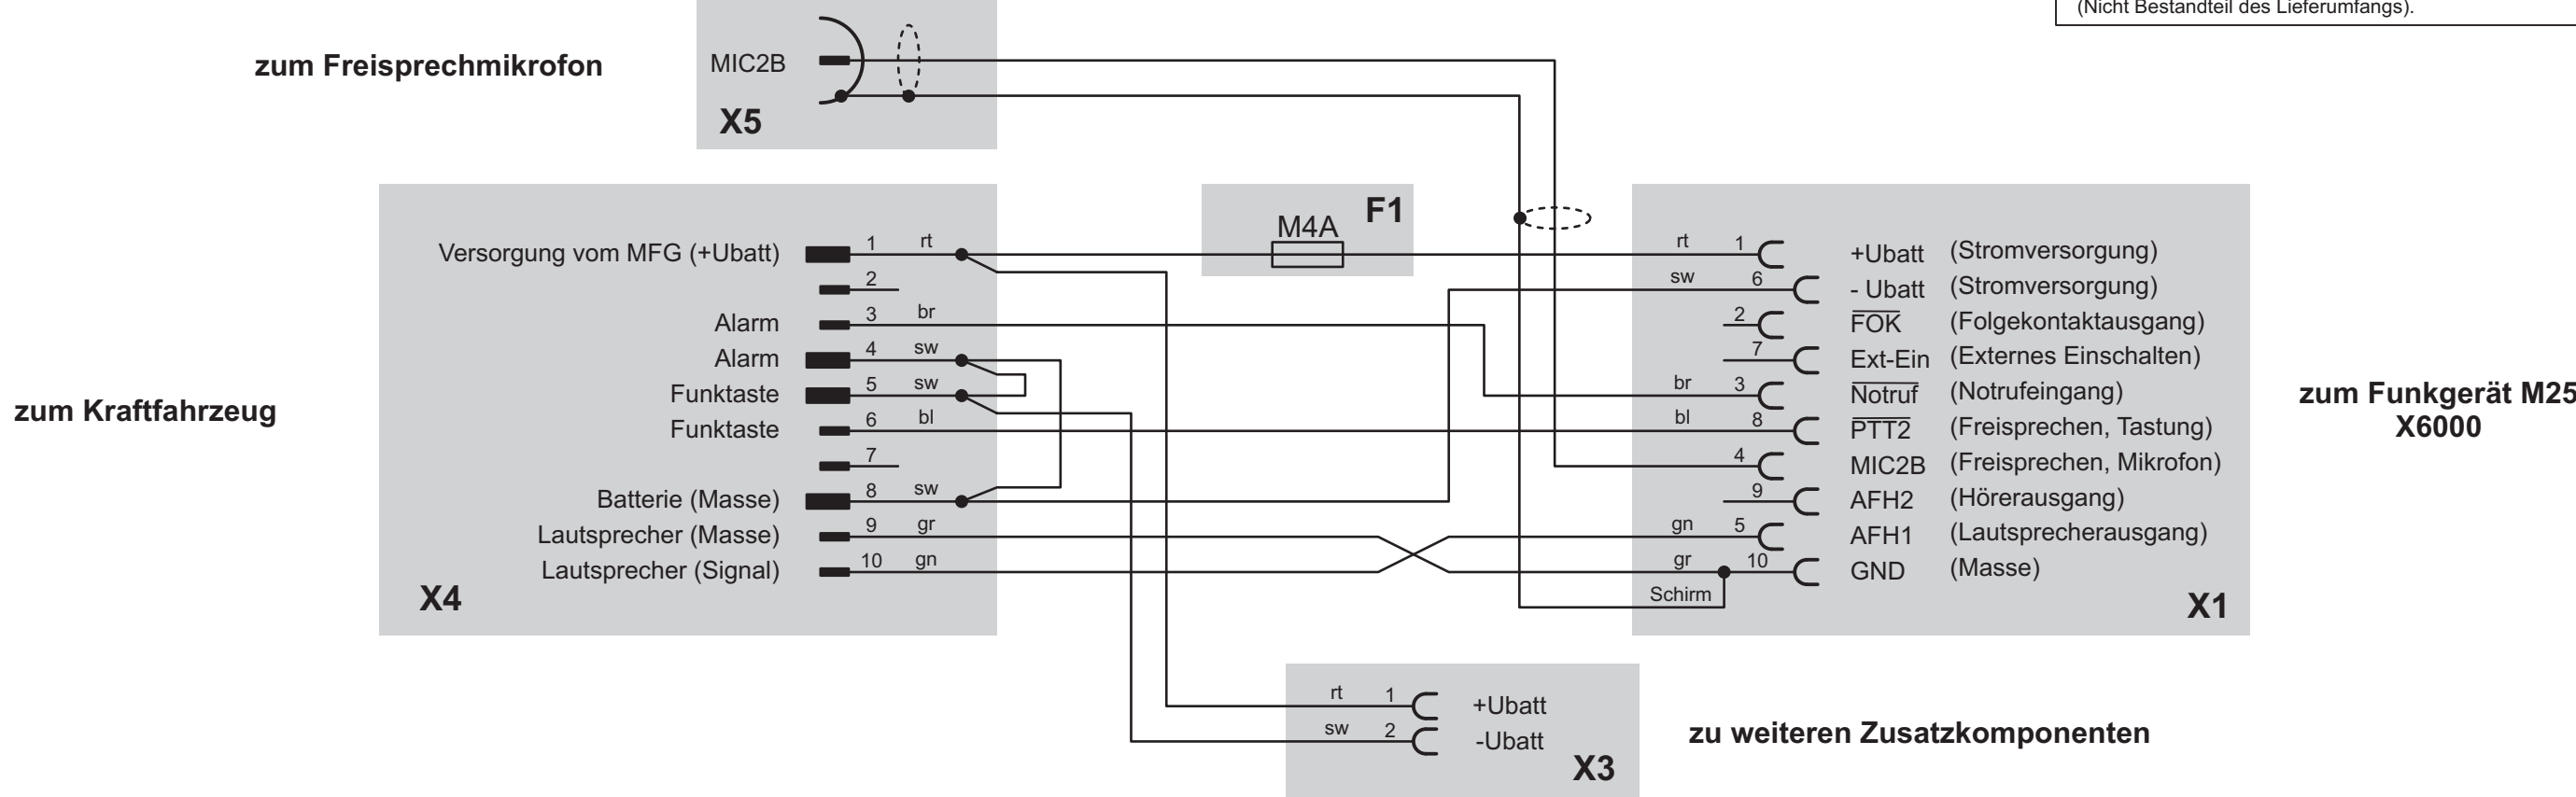 (Nicht Bestandteil des Lieferumfangs).
zum Freisprechmikrofon
MIC2B
X5
zum Kraftfahrzeug
Versorgung vom MFG (+Ubatt) 1 rt
2
Alarm 3 br
Alarm 4 sw
Funktaste 5 sw
Funktaste 6 bl
7
Batterie (Masse) 8 sw
Lautsprecher (Masse) 9 gr
Lautsprecher (Signal) 10 gn
X4
F1
M4A
rt 1 +Ubatt (Stromversorgung)
sw 6 - Ubatt (Stromversorgung)
2 FOK (Folgekontaktausgang)
7 Ext-Ein (Externes Einschalten)
br 3 Notruf (Notrufeingang)
bl 8 PTT2 (Freisprechen, Tastung)
4 MIC2B (Freisprechen, Mikrofon)
9 AFH2 (Hörerausgang)
gn 5 AFH1 (Lautsprecherausgang)
gr 10 GND (Masse)
Schirm
X1
zum Funkgerät M25
X6000
rt 1 +Ubatt
sw 2 -Ubatt
X3
zu weiteren Zusatzkomponenten